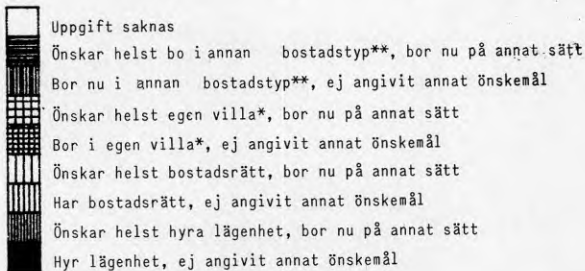 Uppgift saknas
Önskar helst bo i annan bostadstyp**, bor nu på annat sätt
Bor nu i annan bostadstyp**, ej angivit annat önskemål
Önskar helst egen villa*, bor nu på annat sätt
Bor i egen villa*, ej angivit annat önskemål
Önskar helst bostadsrätt, bor nu på annat sätt
Har bostadsrätt, ej angivit annat önskemål
Önskar helst hyra lägenhet, bor nu på annat sätt
Hyr lägenhet, ej angivit annat önskemål